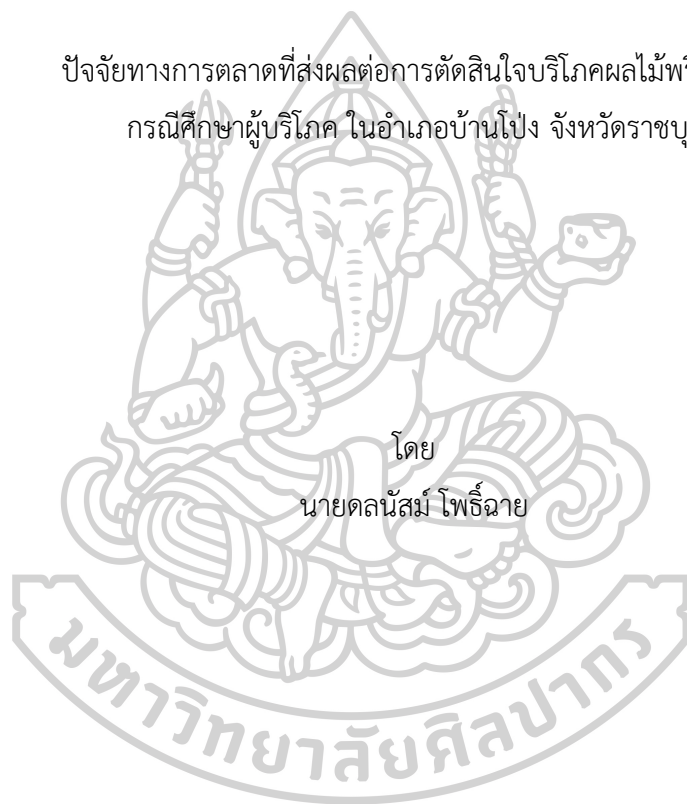 ปัจจัยทางการตลาดที่ส่งผลต่อการตัดสินใจบริโภคผลไม้
กรณีศึกษาผู้บริโภค ในอำเภอบ้านโป่ง จังหวัด
โดย
นายดลนัสม์ โพธิ์ฉาย
มหาวิทยาลัยศิลปากร